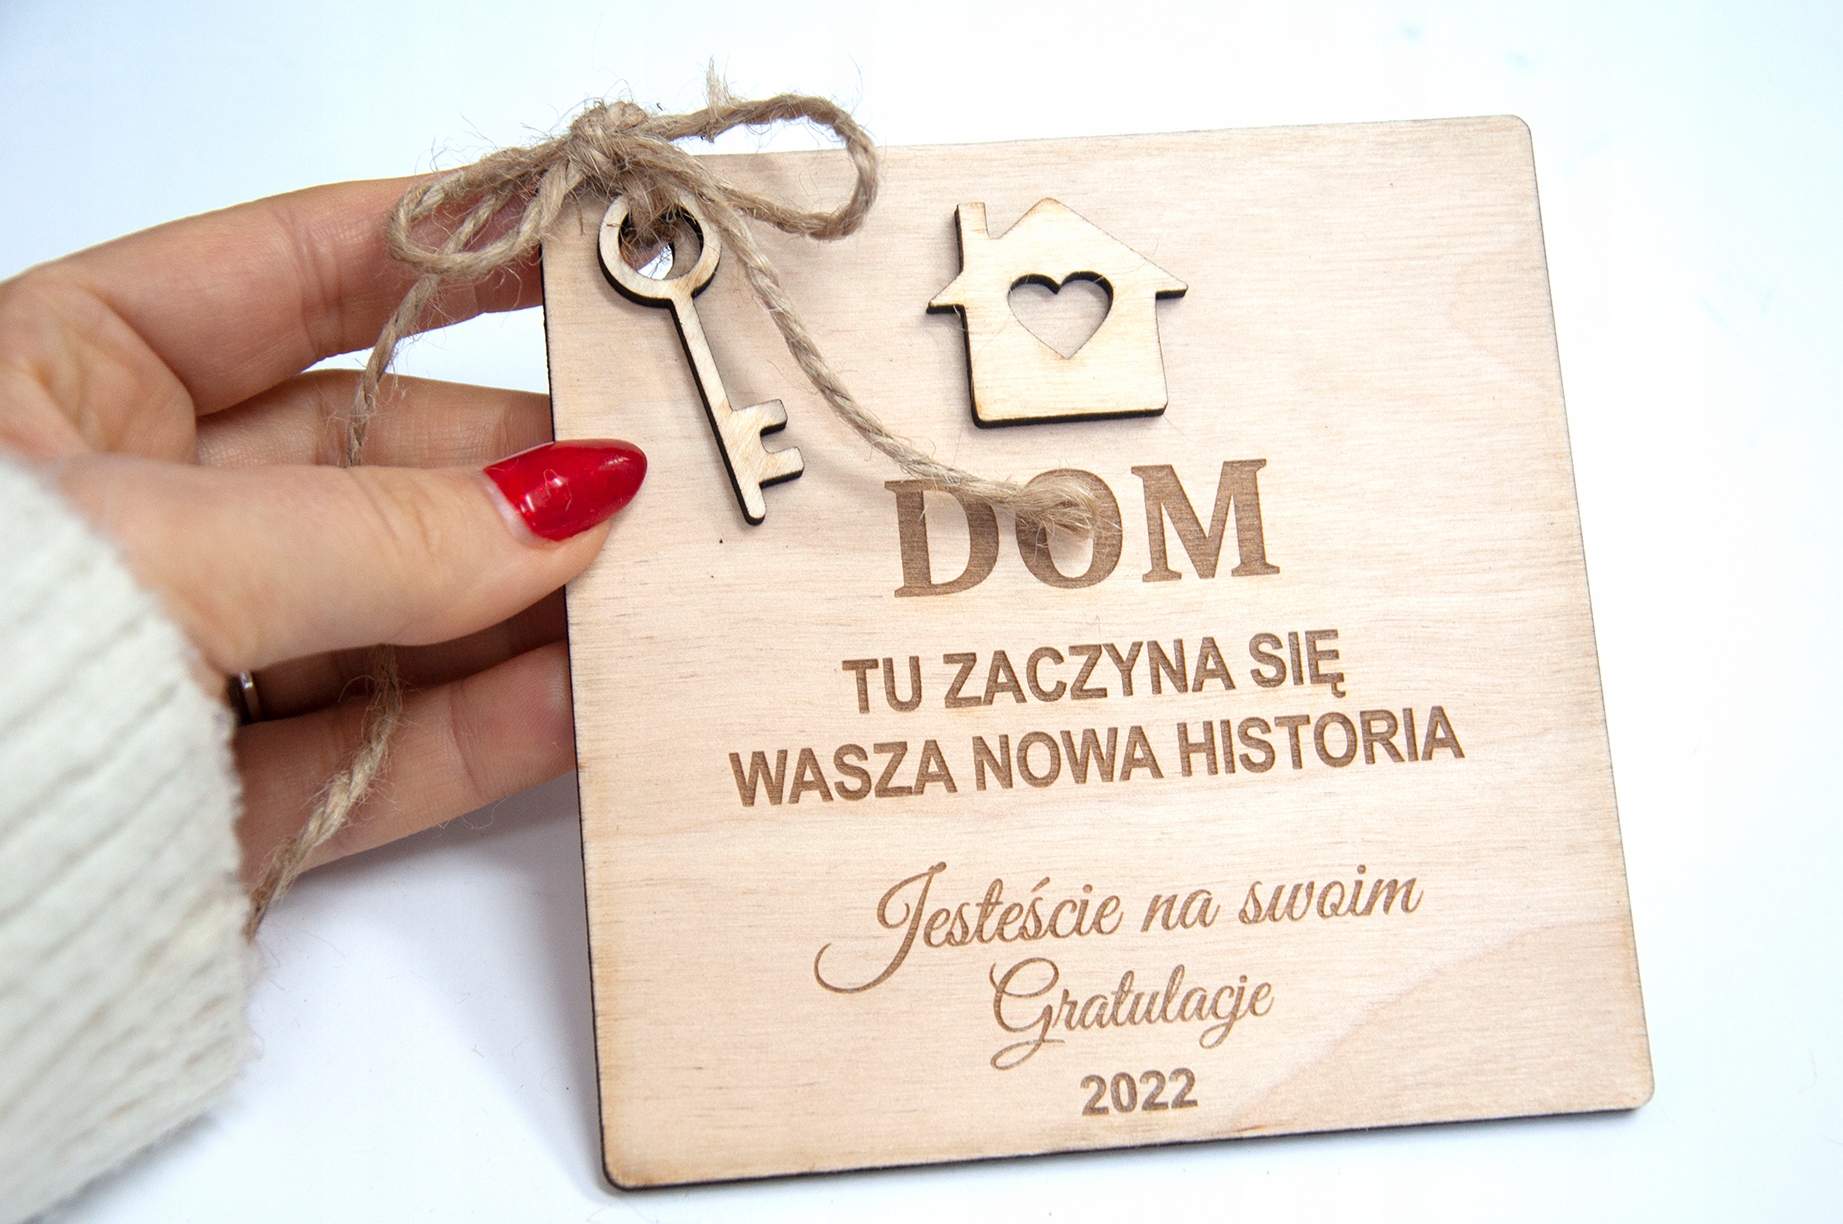 DOM
TU ZACZYNA SIĘ
WASZA NOWA HISTORIA
Jesteście na swoim
Gratulacje
2022